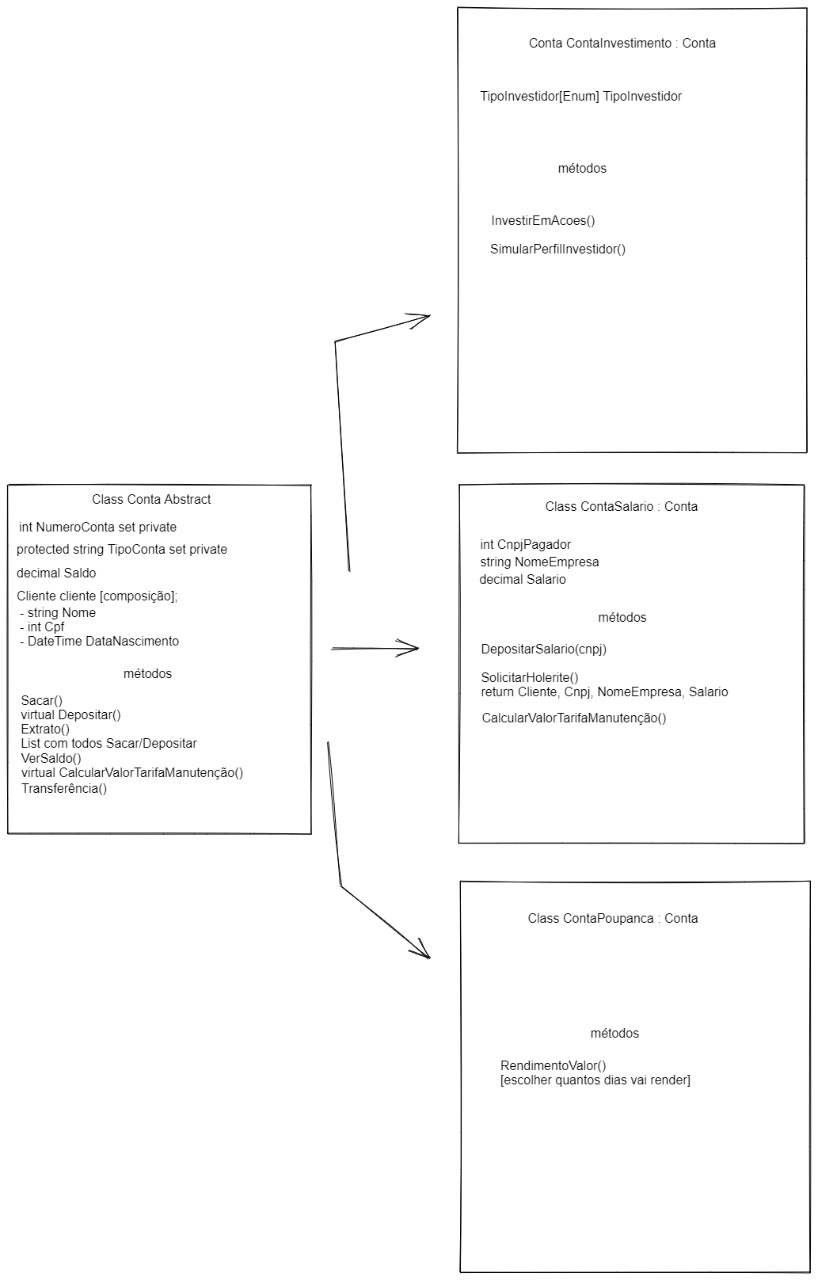 Conta ContaInvestimento : Conta
TipoInvestidor[Enum] TipoInvestidor
métodos
InvestirEmAcoes()
SimularPerfilInvestidor()
Class Conta Abstract
int NumeroConta set private
protected string TipoConta set private
decimal Saldo
Cliente cliente [composição];
- string Nome
- int Cpf
- DateTime DataNascimento
métodos
Sacar()
virtual Depositar()
Extrato()
List com todos Sacar/Depositar
VerSaldo()
virtual CalcularValorTarifaManutenção()
Transferência()
Class ContaSalario : Conta
int CnpjPagador
string NomeEmpresa
decimal Salario
métodos
DepositarSalario(cnpj)
SolicitarHolerite()
return Cliente, Cnpj, NomeEmpresa, Salario
CalcularValorTarifaManutenção()
Class ContaPoupanca : Conta
métodos
RendimentoValor()
[escolher quantos dias vai render]